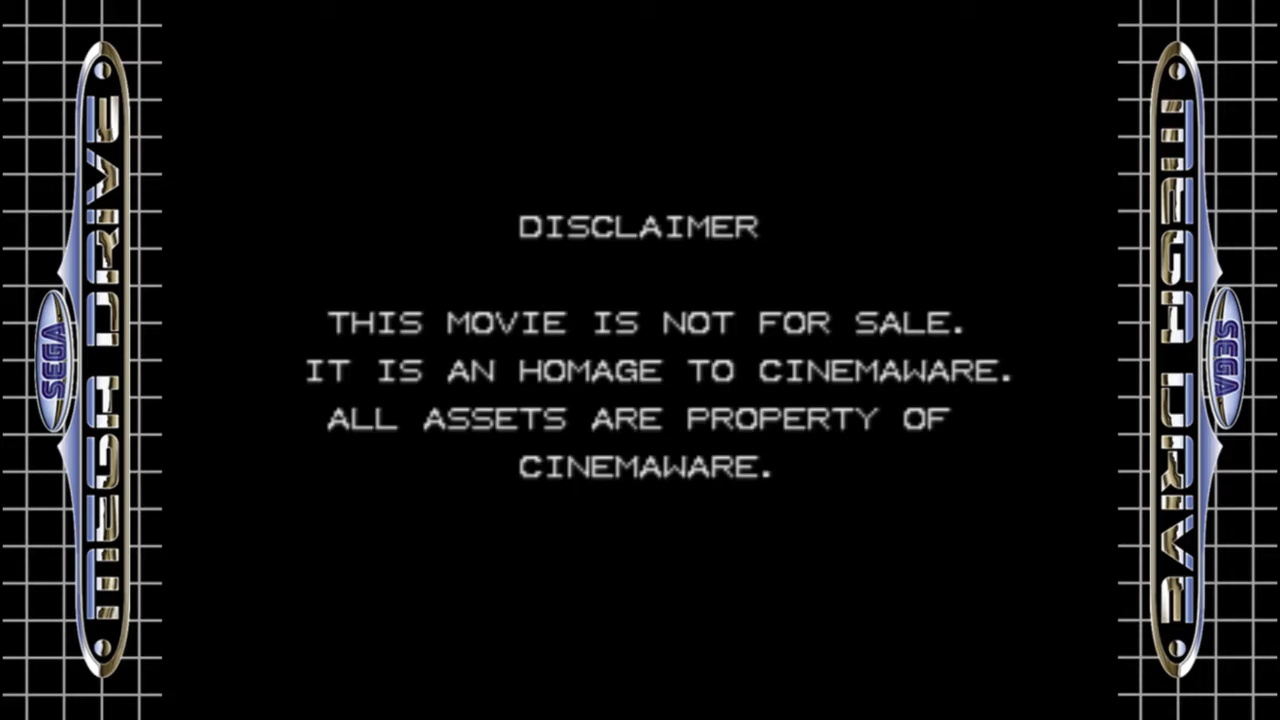 MEGA DRIVE
SEGA
DISCLAIMER
THIS MOVIE IS NOT FOR SALE.
IT IS AN HOMAGE TO CINEMAWARE.
ALL ASSETS ARE PROPERTY OF
CINEMAWARE.
MEGA DRIVE
SEGA